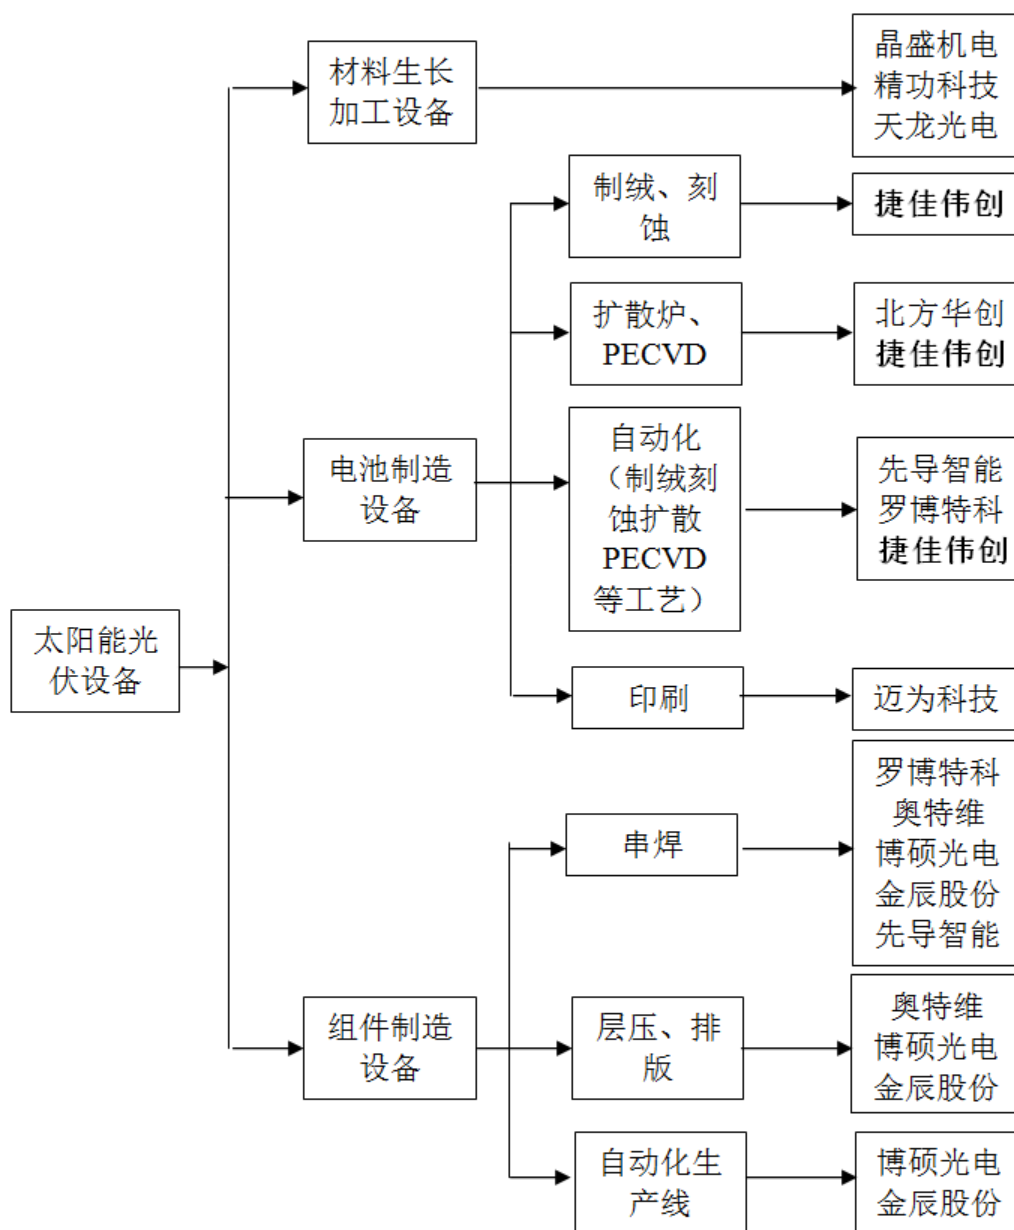 太阳能光
伏设备
材料生长
加工设备
晶盛机电
精功科技
天龙光电
电池制造
设备
制绒、刻
蚀
捷佳伟创
扩散炉、
PECVD
北方华创
捷佳伟创
自动化
（制绒刻
蚀扩散
PECVD
等工艺）
先导智能
罗博特科
捷佳伟创
印刷
迈为科技
组件制造
设备
串焊
罗博特科
奥特维
博硕光电
金辰股份
先导智能
层压、排
版
奥特维
博硕光电
金辰股份
自动化生
产线
博硕光电
金辰股份